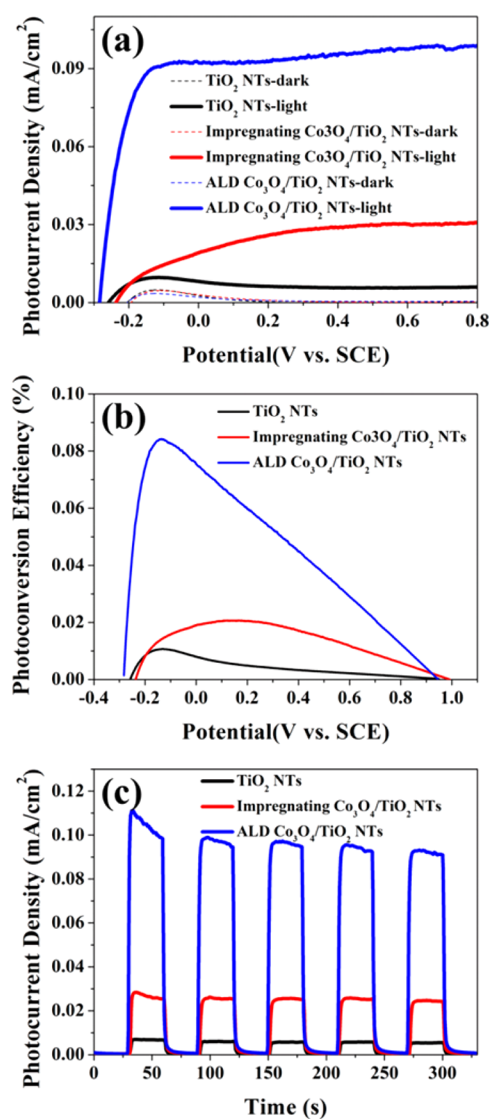 (a)
TiO₂ NTs-dark
TiO₂ NTs-light
Impregnating Co3O₄/TiO₂ NTs-dark
Impregnating Co3O₄/TiO₂ NTs-light
ALD Co₃O₄/TiO₂ NTs-dark
ALD Co₃O₄/TiO₂ NTs-light
Photocurrent Density (mA/cm²)
0.09
0.06
0.03
0.00
-0.2 0.0 0.2 0.4 0.6 0.8
Potential(V vs. SCE)
(b)
TiO₂ NTs
Impregnating Co3O₄/TiO₂ NTs
ALD Co₃O₄/TiO₂ NTs
Photoconversion Efficiency (%)
0.10
0.08
0.06
0.04
0.02
0.00
-0.4 -0.2 0.0 0.2 0.4 0.6 0.8 1.0
Potential(V vs. SCE)
(c)
TiO₂ NTs
Impregnating Co₃O₄/TiO₂ NTs
ALD Co₃O₄/TiO₂ NTs
Photocurrent Density (mA/cm²)
0.12
0.10
0.08
0.06
0.04
0.02
0.00
0 50 100 150 200 250 300
Time (s)